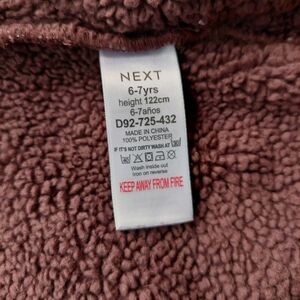 NEXT
6-7yrs
height 122cm
6-7años
D92-725-432
MADE IN CHINA
100% POLYESTER
IF IT'S NOT DIRTY WASH AT
Wash inside out
Iron on reverse
KEEP AWAY FROM FIRE